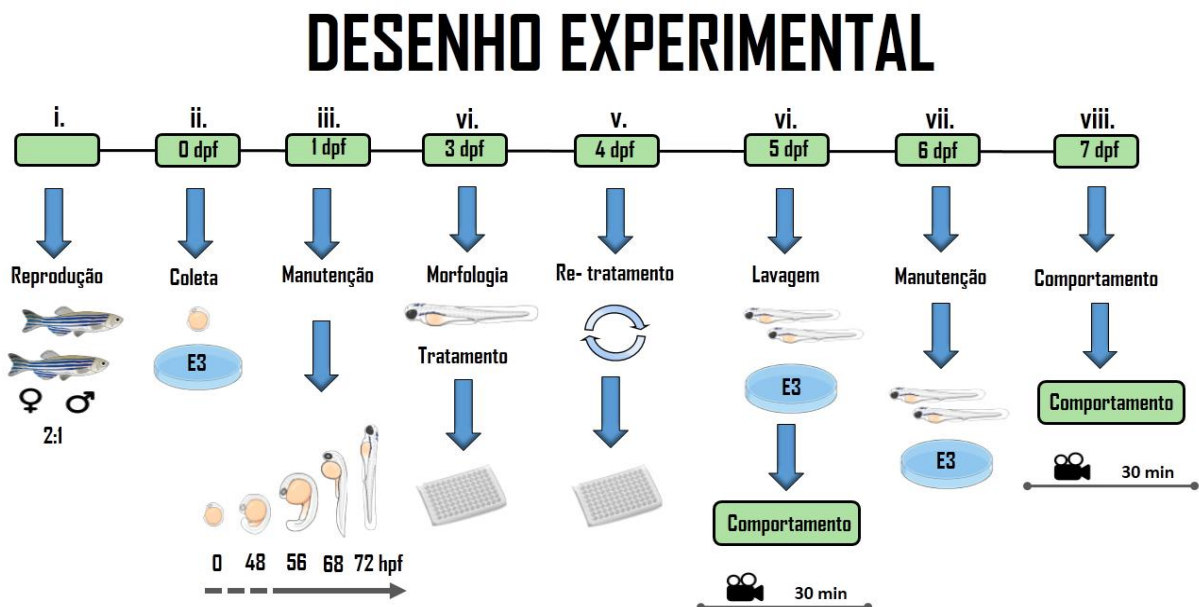 DESENHO EXPERIMENTAL
i.
ii.
iii.
vi.
v.
vi.
vii.
viii.
0 dpf
1 dpf
3 dpf
4 dpf
5 dpf
6 dpf
7 dpf
Reprodução
Coleta
Manutenção
Morfologia
Re- tratamento
Lavagem
Manutenção
Comportamento
Tratamento
E3
E3
E3
2:1
Comportamento
30 min
Comportamento
30 min
0 48 56 68 72 hpf